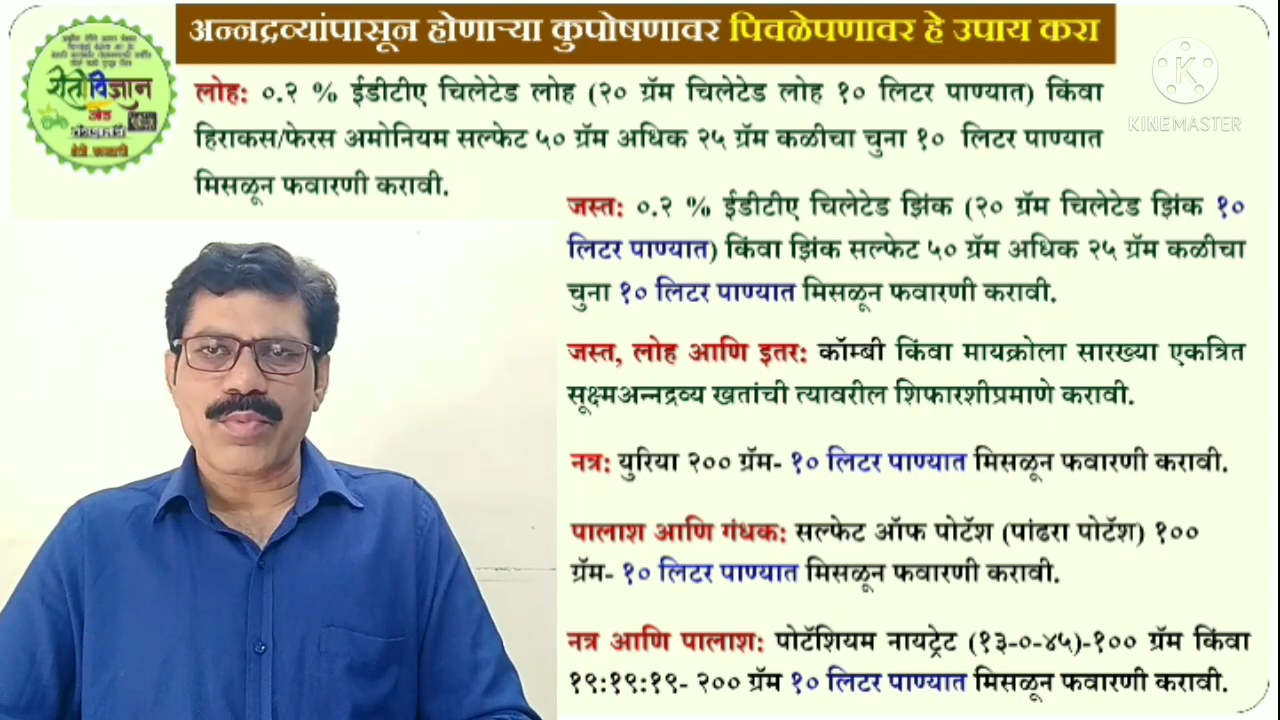 अन्नद्रव्यांपासून होणाऱ्या कुपोषणावर पिवळेपणावर हे उपाय करा
शेती विज्ञान
K
KINEMASTER
लोह: ०.२ % ईडीटीए चिलेटेड लोह (२० ग्रॅम चिलेटेड लोह १० लिटर पाण्यात) किंवा
हिराकस/फेरस अमोनियम सल्फेट ५० ग्रॅम अधिक २५ ग्रॅम कळीचा चुना १० लिटर पाण्यात
मिसळून फवारणी करावी.
जस्त: ०.२ % ईडीटीए चिलेटेड झिंक (२० ग्रॅम चिलेटेड झिंक १०
लिटर पाण्यात) किंवा झिंक सल्फेट ५० ग्रॅम अधिक २५ ग्रॅम कळीचा
चुना १० लिटर पाण्यात मिसळून फवारणी करावी.
जस्त, लोह आणि इतर: कॉम्बी किंवा मायक्रोला सारख्या एकत्रित
सूक्ष्मअन्नद्रव्य खतांची त्यावरील शिफारशीप्रमाणे करावी.
नत्र: युरिया २०० ग्रॅम- १० लिटर पाण्यात मिसळून फवारणी करावी.
पालाश आणि गंधक: सल्फेट ऑफ पोटॅश (पांढरा पोटॅश) १००
ग्रॅम- १० लिटर पाण्यात मिसळून फवारणी करावी.
नत्र आणि पालाश: पोटॅशियम नायट्रेट (१३-०-४५)-१०० ग्रॅम किंवा
१९:१९:१९- २०० ग्रॅम १० लिटर पाण्यात मिसळून फवारणी करावी.